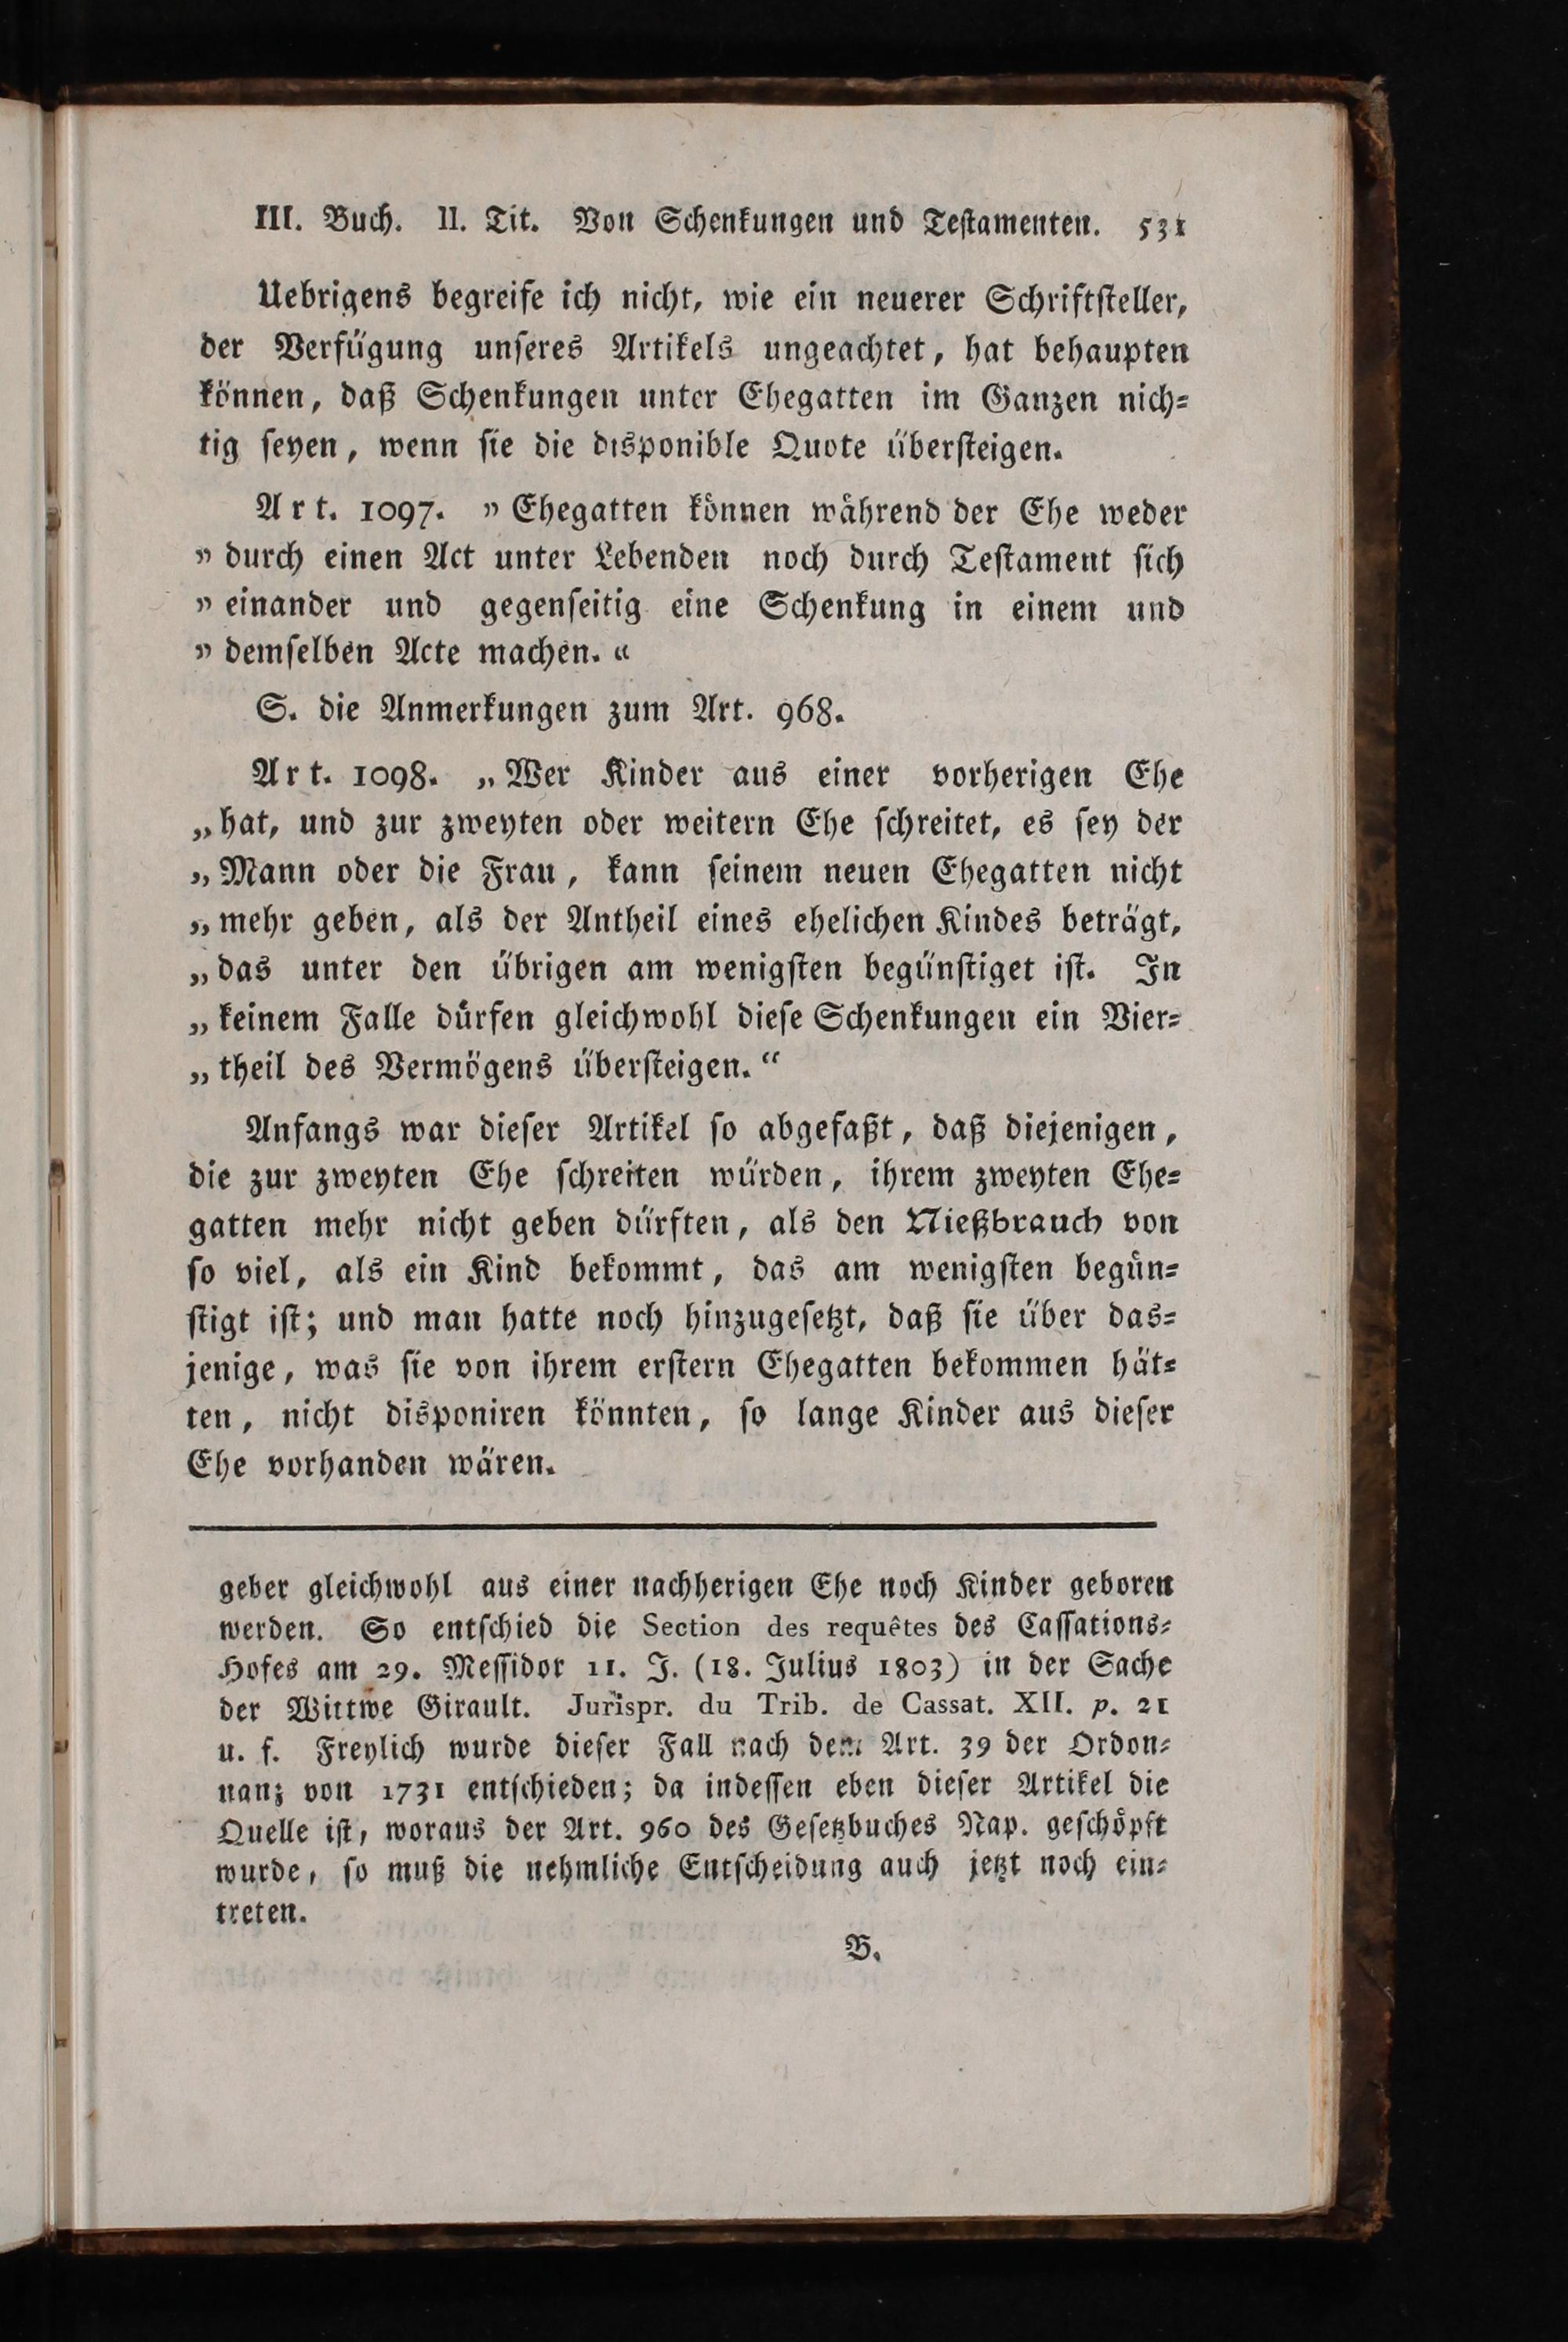 III. Buch. II. Tit. Von Schenkungen und Testamenten. 531
Uebrigens begreife ich nicht, wie ein neuerer Schriftsteller,
der Verfügung unseres Artikels ungeachtet, hat behaupten
können, daß Schenkungen unter Ehegatten im Ganzen nich-
tig seyen, wenn sie die disponible Quote übersteigen.
Art. 1097. „ Ehegatten können während der Ehe weder
„ durch einen Act unter Lebenden noch durch Testament sich
„ einander und gegenseitig eine Schenkung in einem und
„ demselben Acte machen. “
S. die Anmerkungen zum Art. 968.
Art. 1098. „Wer Kinder aus einer vorherigen Ehe
„hat, und zur zweyten oder weitern Ehe schreitet, es sey der
„Mann oder die Frau, kann seinem neuen Ehegatten nicht
„mehr geben, als der Antheil eines ehelichen Kindes beträgt,
„das unter den übrigen am wenigsten begünstiget ist. In
„keinem Falle dürfen gleichwohl diese Schenkungen ein Vier-
„theil des Vermögens übersteigen. “
Anfangs war dieser Artikel so abgefaßt, daß diejenigen,
die zur zweyten Ehe schreiten würden, ihrem zweyten Ehe-
gatten mehr nicht geben dürften, als den Nießbrauch von
so viel, als ein Kind bekommt, das am wenigsten begün-
stigt ist; und man hatte noch hinzugesetzt, daß sie über das-
jenige, was sie von ihrem erstern Ehegatten bekommen hät-
ten, nicht disponiren könnten, so lange Kinder aus dieser
Ehe vorhanden wären.
geber gleichwohl aus einer nachherigen Ehe noch Kinder geboren
werden. So entschied die Section des requêtes des Cassations-
Hofes am 29. Messidor 11. J. (18. Julius 1803) in der Sache
der Wittwe Girault. Jurispr. du Trib. de Cassat. XII. p. 21
u. f. Freylich wurde dieser Fall nach dem Art. 39 der Ordon-
nanz von 1731 entschieden; da indessen eben dieser Artikel die
Quelle ist, woraus der Art. 960 des Gesetzbuches Nap. geschöpft
wurde, so muß die nehmliche Entscheidung auch jetzt noch ein-
treten.
B.